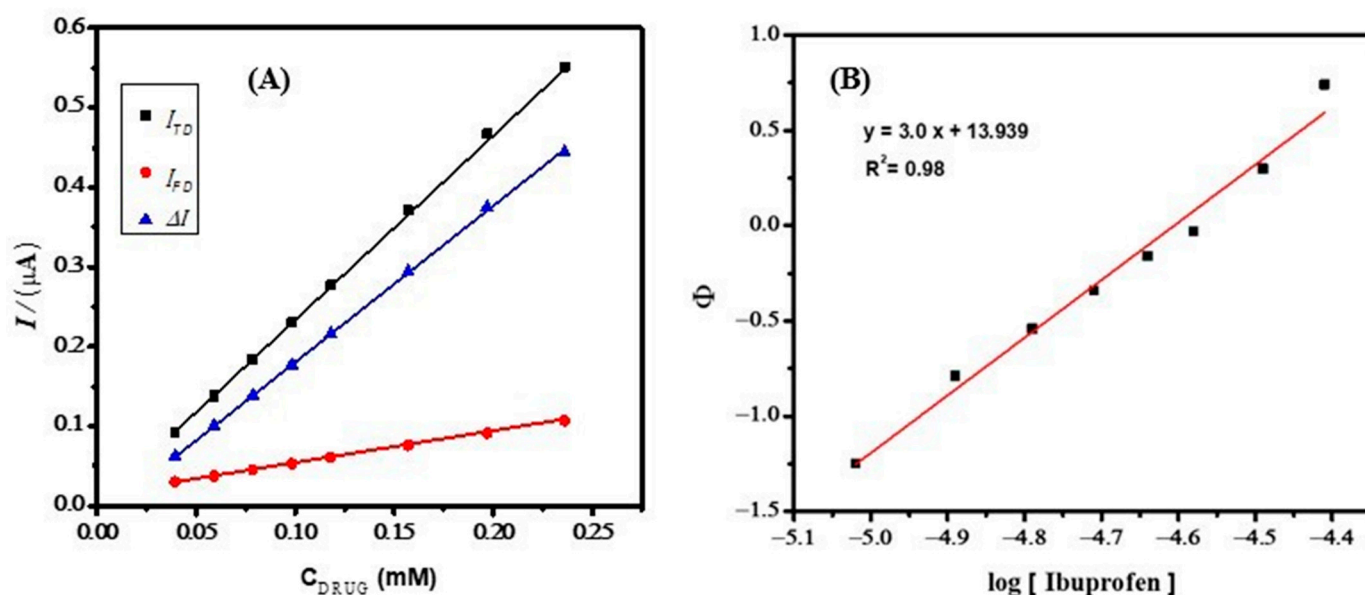 (A)
I_TD
I_FD
ΔI
I / (μA)
0.6
0.5
0.4
0.3
0.2
0.1
0.0
0.00 0.05 0.10 0.15 0.20 0.25
C_DRUG (mM)
(B)
y = 3.0 x + 13.939
R²= 0.98
Φ
1.0
0.5
0.0
−0.5
−1.0
−1.5
−5.1 −5.0 −4.9 −4.8 −4.7 −4.6 −4.5 −4.4
log [ Ibuprofen ]